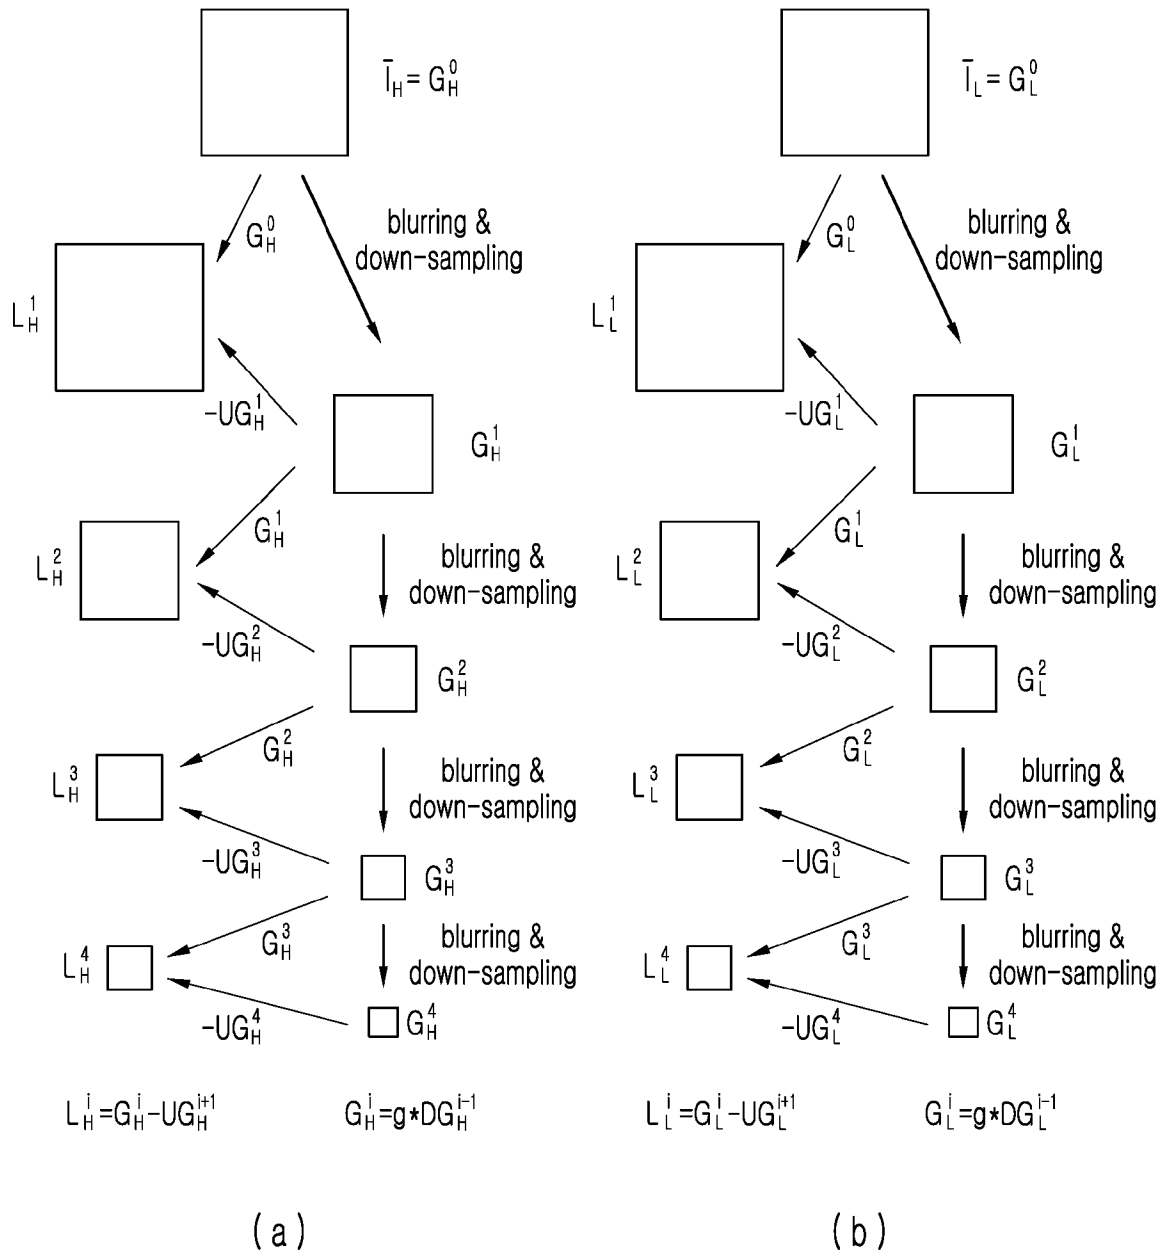 Ī_H = G_H^0
G_H^0
blurring &
down-sampling
L_H^1
-UG_H^1
G_H^1
G_H^1
L_H^2
blurring &
down-sampling
-UG_H^2
G_H^2
G_H^2
L_H^3
blurring &
down-sampling
-UG_H^3
G_H^3
G_H^3
L_H^4
blurring &
down-sampling
-UG_H^4
G_H^4
L_H^i=G_H^i-UG_H^{i+1}
G_H^i=g*DG_H^{i-1}
(a)
Ī_L = G_L^0
G_L^0
blurring &
down-sampling
L_L^1
-UG_L^1
G_L^1
G_L^1
L_L^2
blurring &
down-sampling
-UG_L^2
G_L^2
G_L^2
L_L^3
blurring &
down-sampling
-UG_L^3
G_L^3
G_L^3
L_L^4
blurring &
down-sampling
-UG_L^4
G_L^4
L_L^i=G_L^i-UG_L^{i+1}
G_L^i=g*DG_L^{i-1}
(b)